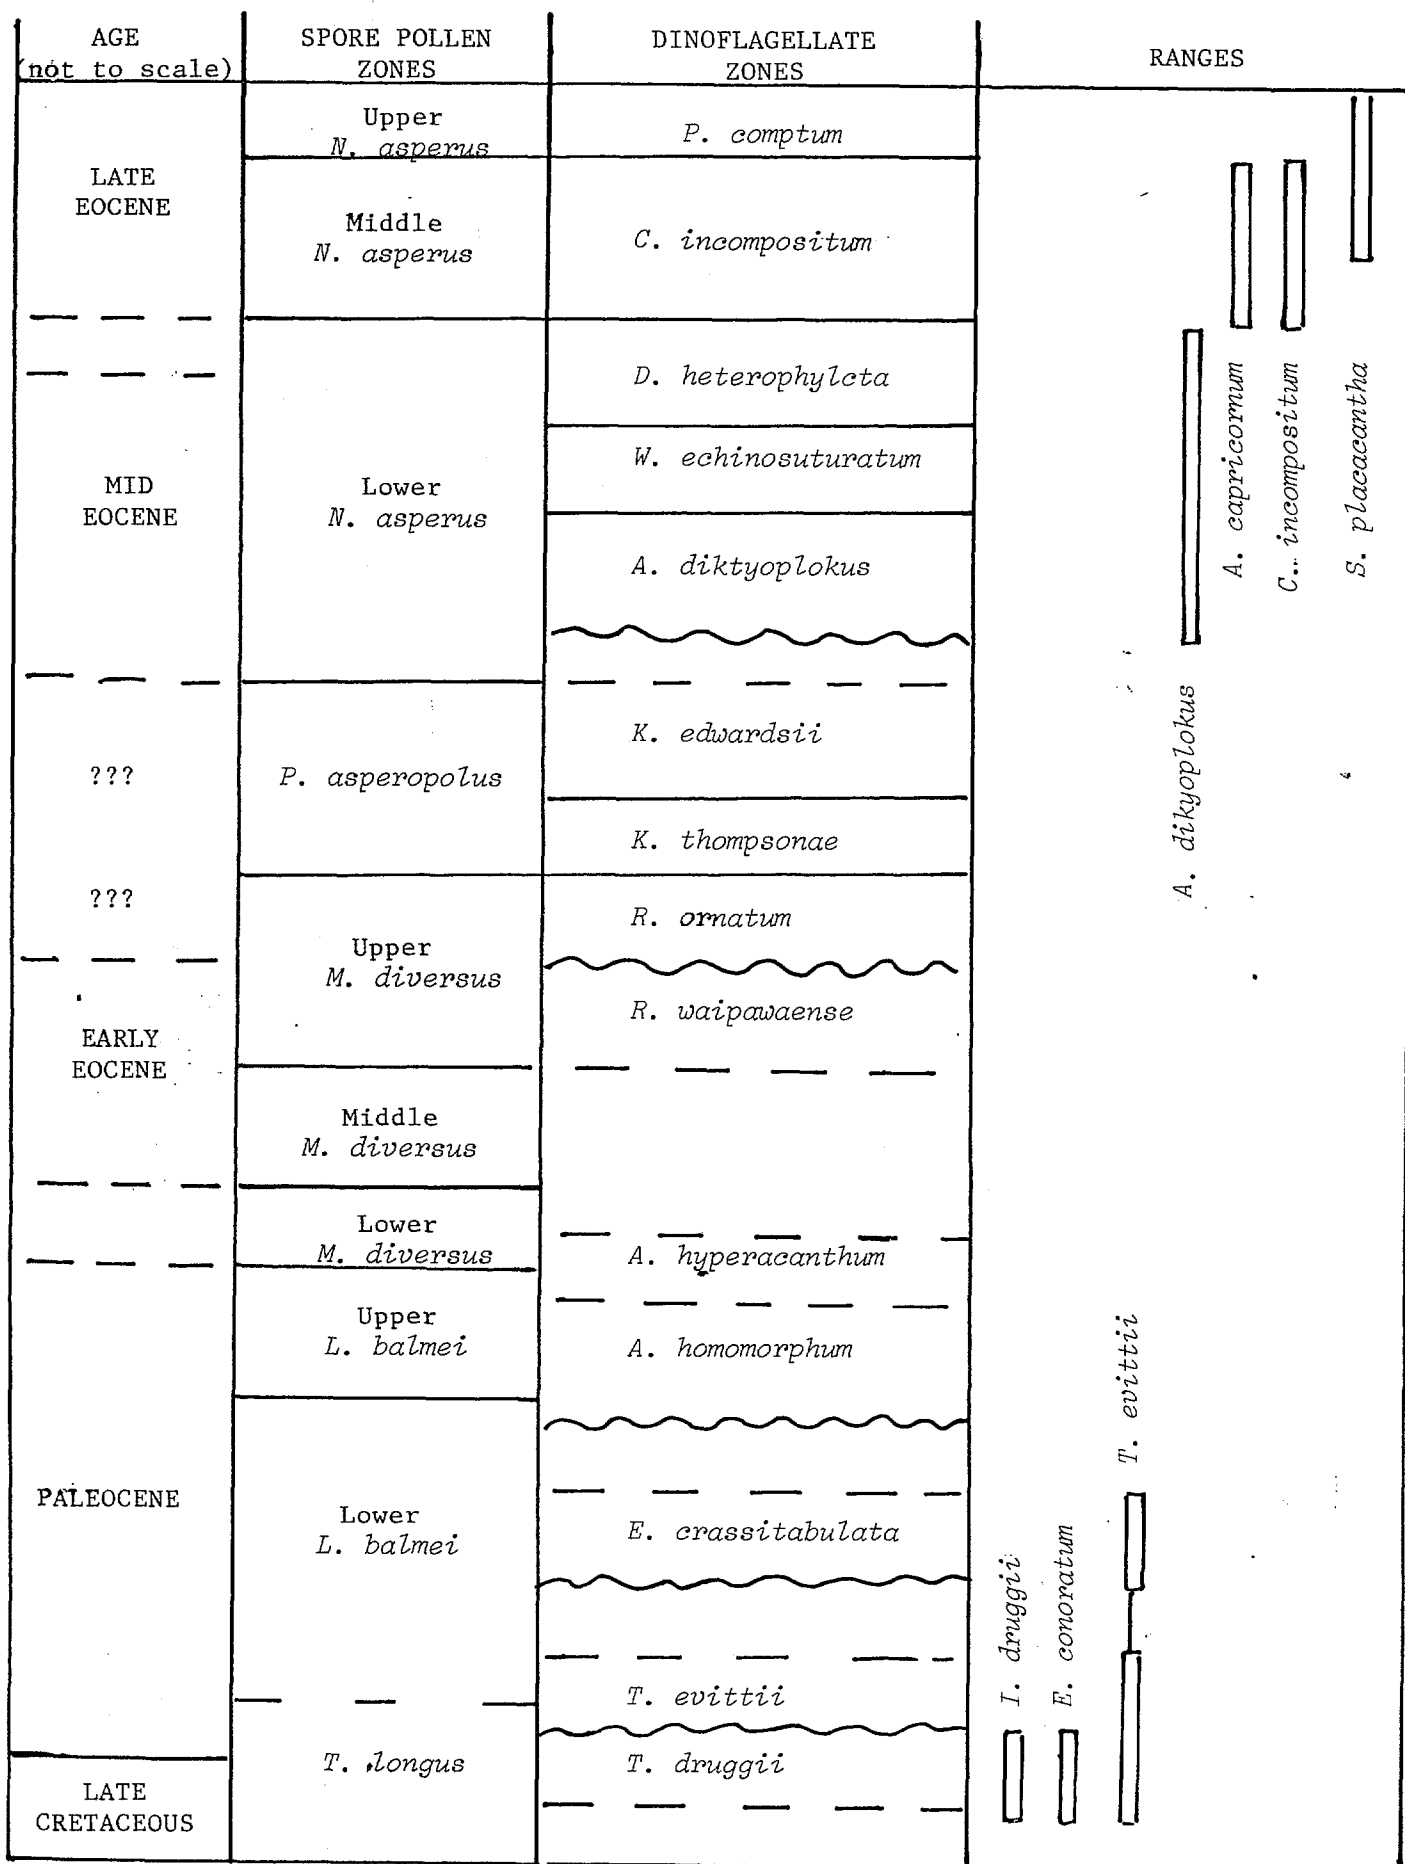 AGE
(not to scale)
SPORE POLLEN
ZONES
DINOFLAGELLATE
ZONES
RANGES
LATE
EOCENE
MID
EOCENE
???
???
EARLY
EOCENE
PALEOCENE
LATE
CRETACEOUS
Upper
N. asperus
Middle
N. asperus
Lower
N. asperus
P. asperopolus
Upper
M. diversus
Middle
M. diversus
Lower
M. diversus
Upper
L. balmei
Lower
L. balmei
T. longus
P. comptum
C. incompositum
D. heterophylcta
W. echinosuturatum
A. diktyoplokus
K. edwardsii
K. thompsonae
R. ornatum
R. waipawaense
A. hyperacanthum
A. homomorphum
E. crassitabulata
T. evittii
T. druggii
I. druggii
E. conoratum
T. evittii
A. dikyoplokus
A. capricornum
C.. incompositum
S. placacantha